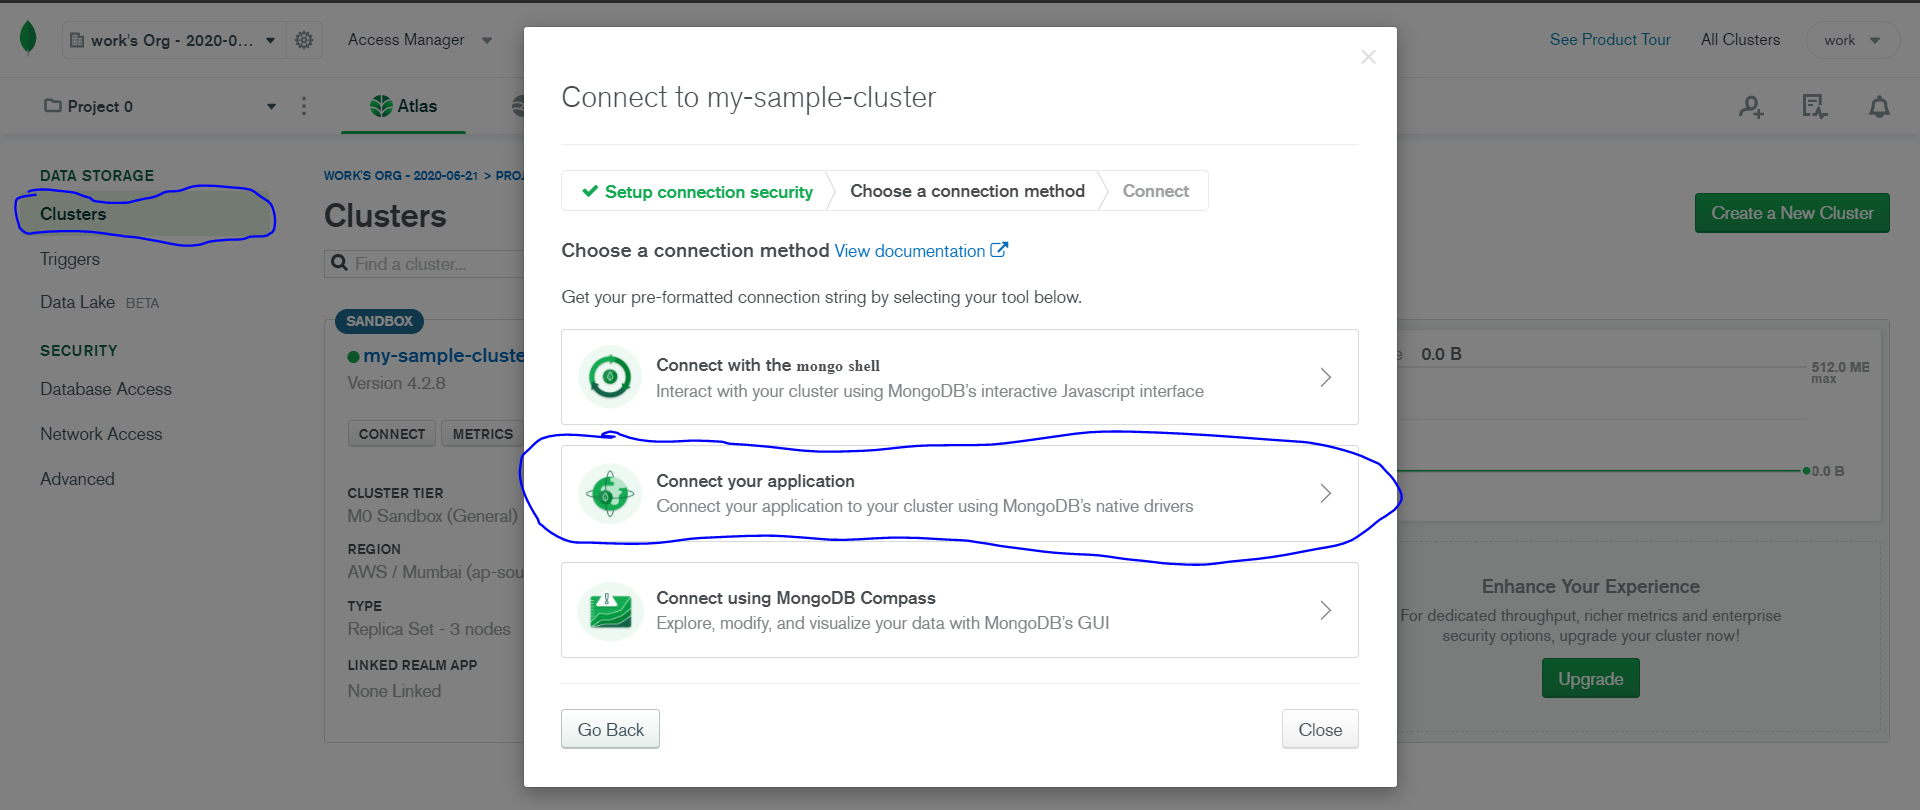 work's Org - 2020-0...
Access Manager
See Product Tour
All Clusters
work
Project 0
Atlas
DATA STORAGE
Clusters
Triggers
Data Lake BETA
SECURITY
Database Access
Network Access
Advanced
WORK'S ORG - 2020-06-21 > PROJ
Clusters
Find a cluster...
Create a New Cluster
SANDBOX
my-sample-cluste
Version 4.2.8
CONNECT
METRICS
CLUSTER TIER
M0 Sandbox (General)
REGION
AWS / Mumbai (ap-sou
TYPE
Replica Set - 3 nodes
LINKED REALM APP
None Linked
Connect to my-sample-cluster
Setup connection security
Choose a connection method
Connect
Choose a connection method View documentation
Get your pre-formatted connection string by selecting your tool below.
Connect with the mongo shell
Interact with your cluster using MongoDB's interactive Javascript interface
Connect your application
Connect your application to your cluster using MongoDB's native drivers
Connect using MongoDB Compass
Explore, modify, and visualize your data with MongoDB's GUI
Go Back
Close
0.0 B
512.0 MB
max
0.0 B
Enhance Your Experience
For dedicated throughput, richer metrics and enterprise
security options, upgrade your cluster now!
Upgrade